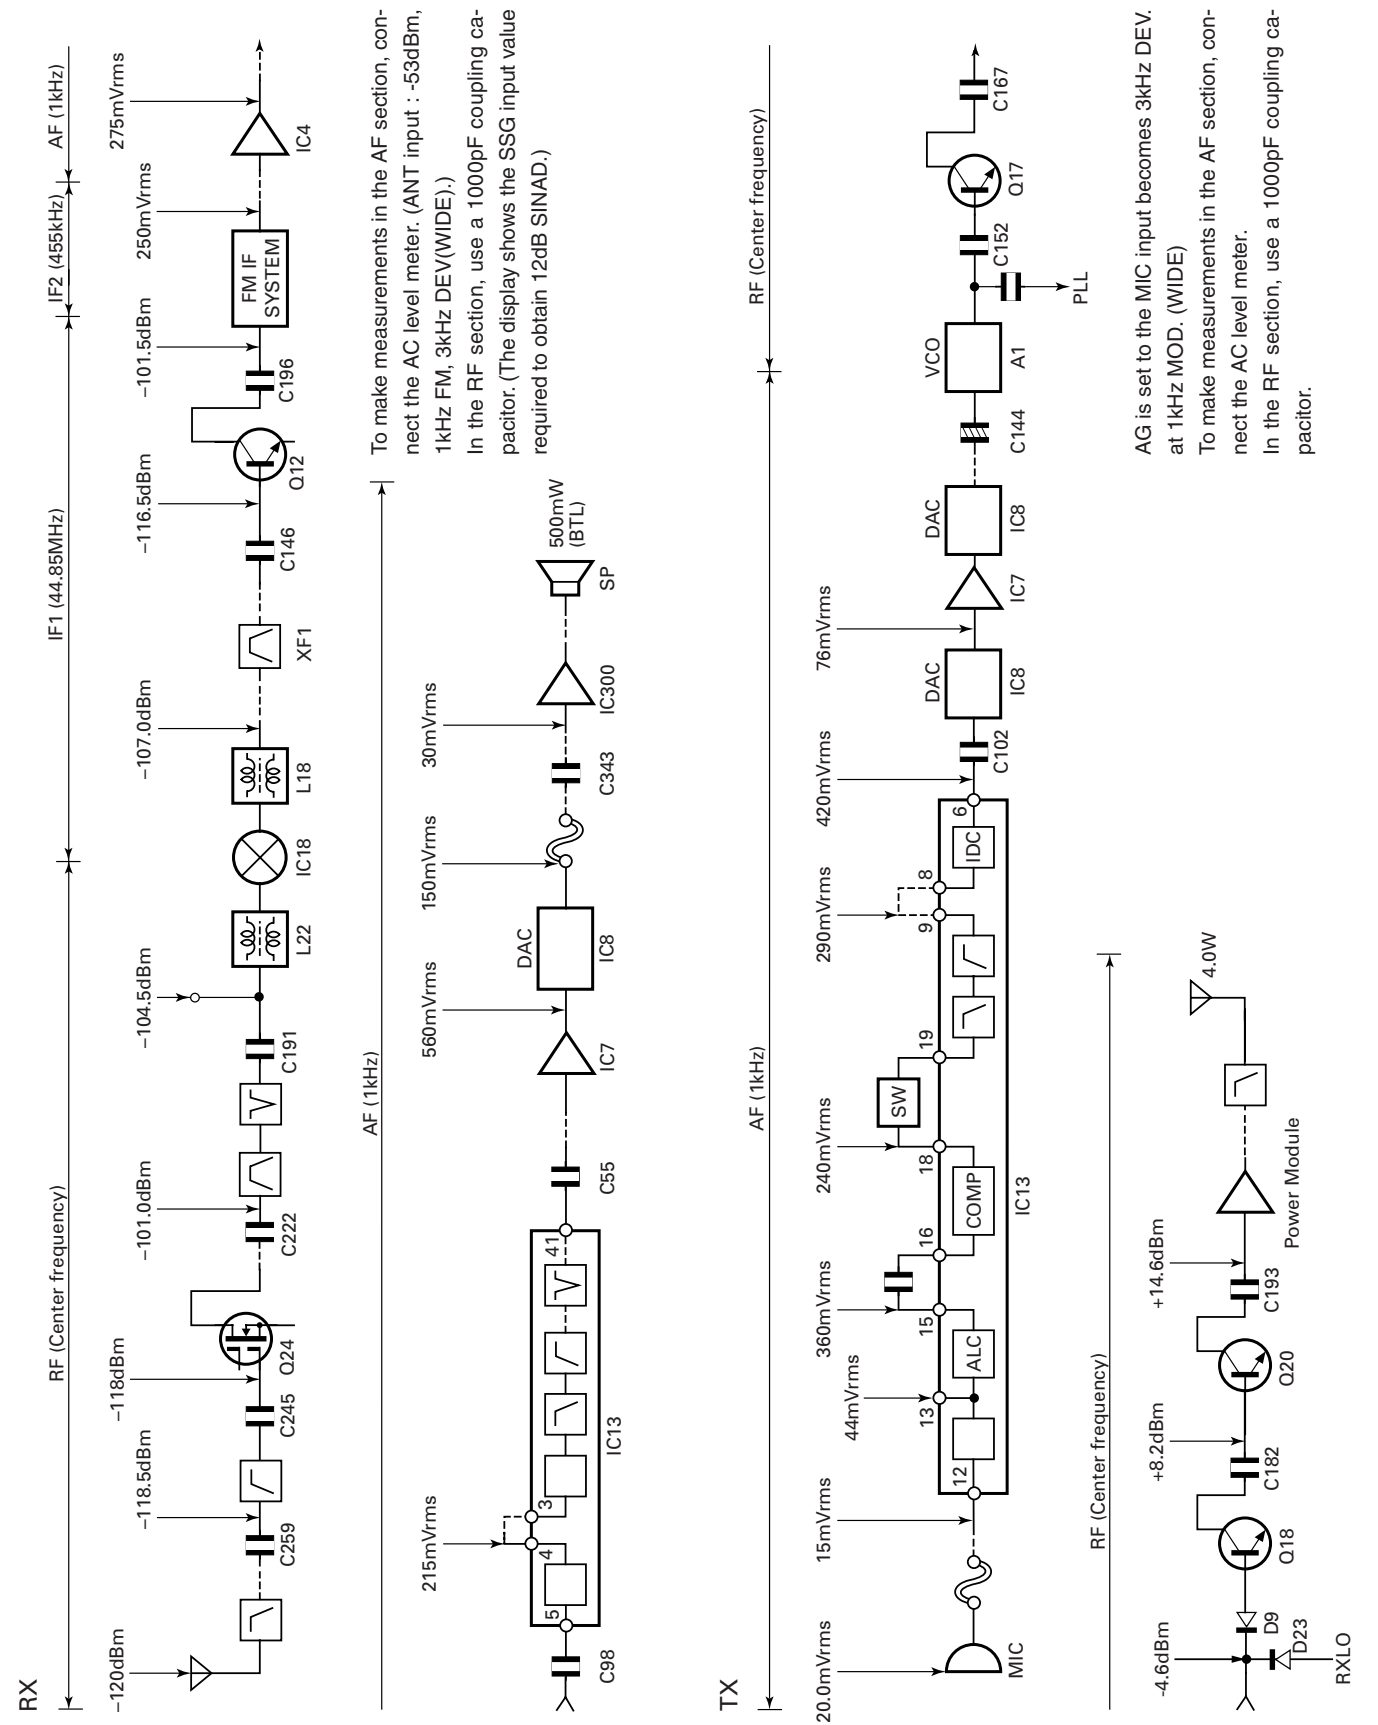 RX
RF (Center frequency)
IF1 (44.85MHz)
IF2 (455kHz)
AF (1kHz)
−120dBm
−118.5dBm
−118dBm
−101.0dBm
−104.5dBm
−107.0dBm
−116.5dBm
−101.5dBm
250mVrms
275mVrms
FM IF
SYSTEM
C259
C245
Q24
C222
C191
L22
IC18
L18
XF1
C146
Q12
C196
IC4
AF (1kHz)
215mVrms
560mVrms
150mVrms
30mVrms
5
4
3
41
DAC
500mW
(BTL)
C98
IC13
C55
IC7
IC8
C343
IC300
SP
To make measurements in the AF section, con-
nect the AC level meter. (ANT input : -53dBm,
1kHz FM, 3kHz DEV(WIDE).)
In the RF section, use a 1000pF coupling ca-
pacitor. (The display shows the SSG input value
required to obtain 12dB SINAD.)
TX
AF (1kHz)
RF (Center frequency)
20.0mVrms
15mVrms
44mVrms
360mVrms
240mVrms
290mVrms
420mVrms
76mVrms
12
13
15
16
18
19
9
8
6
ALC
COMP
SW
IDC
DAC
DAC
VCO
MIC
IC13
C102
IC8
IC7
IC8
C144
A1
C152
Q17
C167
PLL
RF (Center frequency)
-4.6dBm
+8.2dBm
+14.6dBm
4.0W
D9
D23
RXLO
Q18
C182
Q20
C193
Power Module
AG is set to the MIC input becomes 3kHz DEV.
at 1kHz MOD. (WIDE)
To make measurements in the AF section, con-
nect the AC level meter.
In the RF section, use a 1000pF coupling ca-
pacitor.